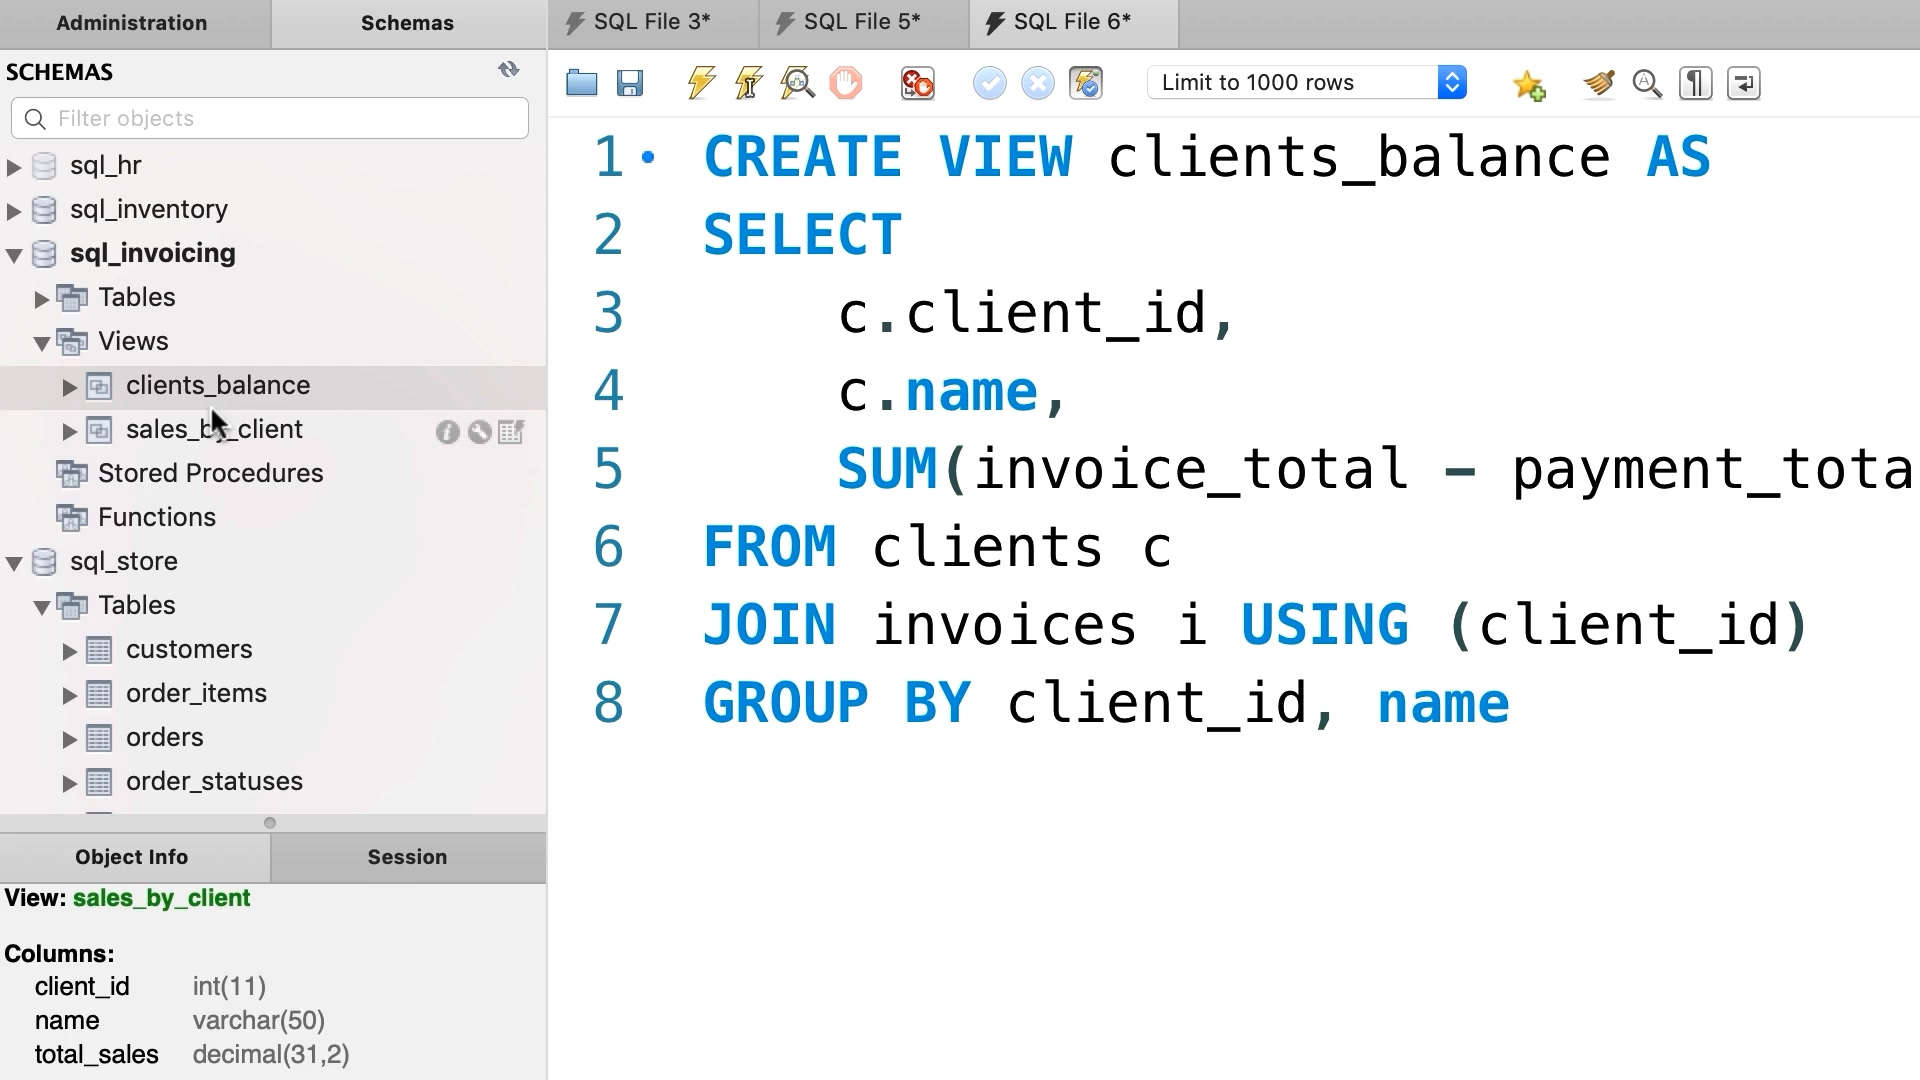 Administration
Schemas
SQL File 3*
SQL File 5*
SQL File 6*
SCHEMAS
Filter objects
Limit to 1000 rows
sql_hr
sql_inventory
sql_invoicing
Tables
Views
clients_balance
sales_by_client
Stored Procedures
Functions
sql_store
Tables
customers
order_items
orders
order_statuses
Object Info
Session
View: sales_by_client
Columns:
client_id int(11)
name varchar(50)
total_sales decimal(31,2)
1 CREATE VIEW clients_balance AS
2 SELECT
3 c.client_id,
4 c.name,
5 SUM(invoice_total - payment_tota
6 FROM clients c
7 JOIN invoices i USING (client_id)
8 GROUP BY client_id, name